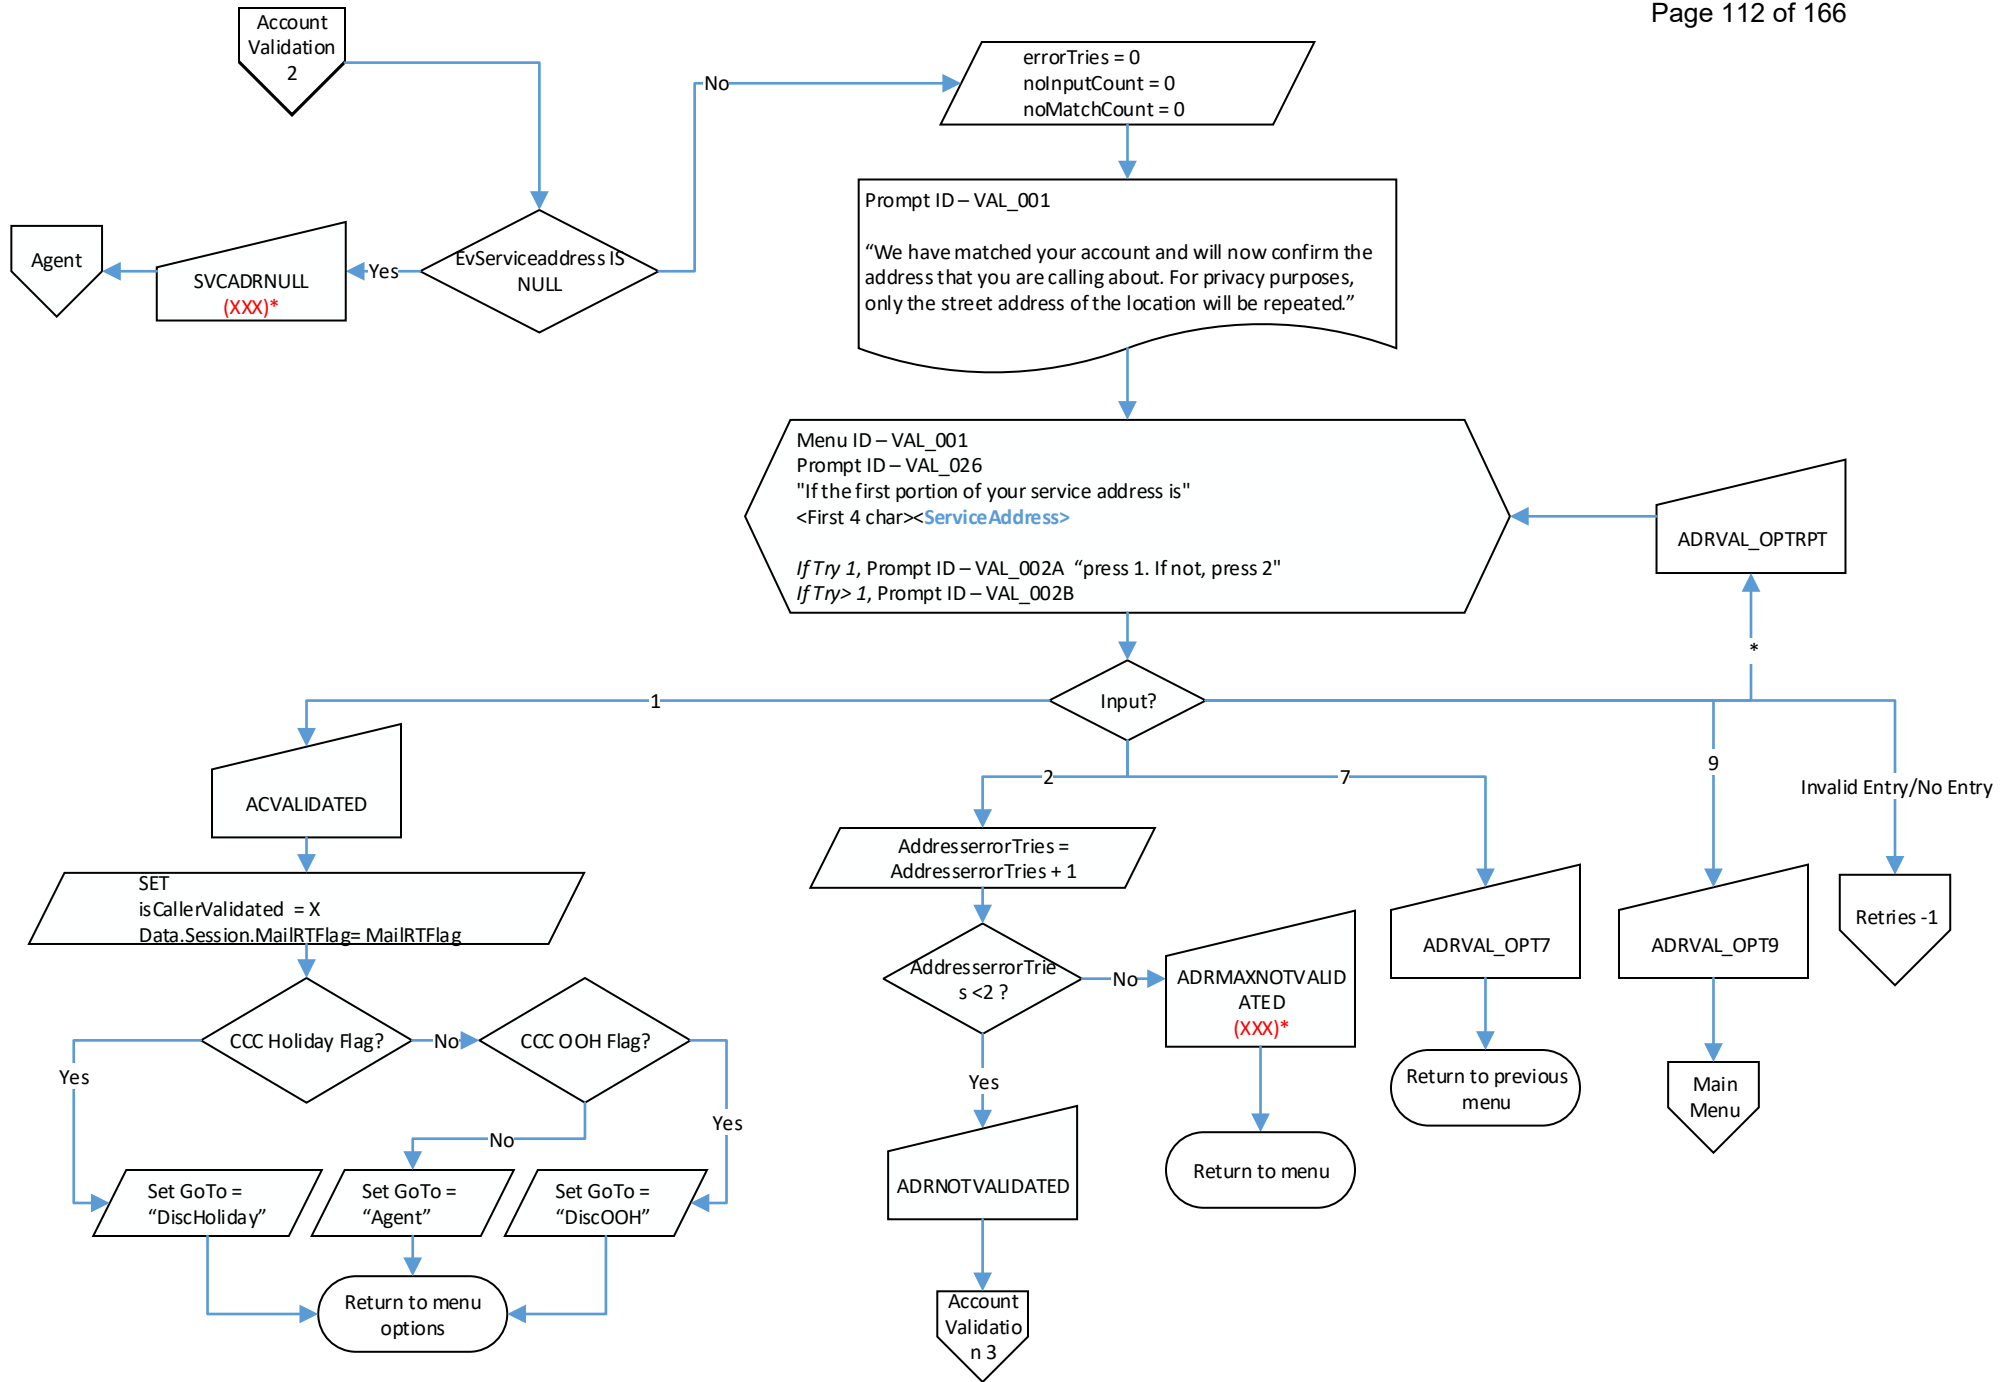 Page 112 of 166
Account
Validation
2
errorTries = 0
noInputCount = 0
noMatchCount = 0
No
Prompt ID – VAL_001
“We have matched your account and will now confirm the
address that you are calling about. For privacy purposes,
only the street address of the location will be repeated.”
Agent
SVCADRNULL
(XXX)*
Yes
EvServiceaddress IS
NULL
Menu ID – VAL_001
Prompt ID – VAL_026
"If the first portion of your service address is"
<First 4 char><ServiceAddress>
If Try 1, Prompt ID – VAL_002A “press 1. If not, press 2"
If Try> 1, Prompt ID – VAL_002B
ADRVAL_OPTRPT
*
Input?
1
2
7
9
Invalid Entry/No Entry
ACVALIDATED
SET
isCallerValidated = X
Data.Session.MailRTFlag= MailRTFlag
AddresserrorTries =
AddresserrorTries + 1
AddresserrorTrie
s <2 ?
No
ADRMAXNOTVALID
ATED
(XXX)*
ADRVAL_OPT7
ADRVAL_OPT9
Retries -1
CCC Holiday Flag?
No
CCC OOH Flag?
Yes
Yes
No
Yes
Return to previous
menu
Main
Menu
Return to menu
ADRNOTVALIDATED
Set GoTo =
“DiscHoliday”
Set GoTo =
“Agent”
Set GoTo =
“DiscOOH”
Return to menu
options
Account
Validatio
n 3